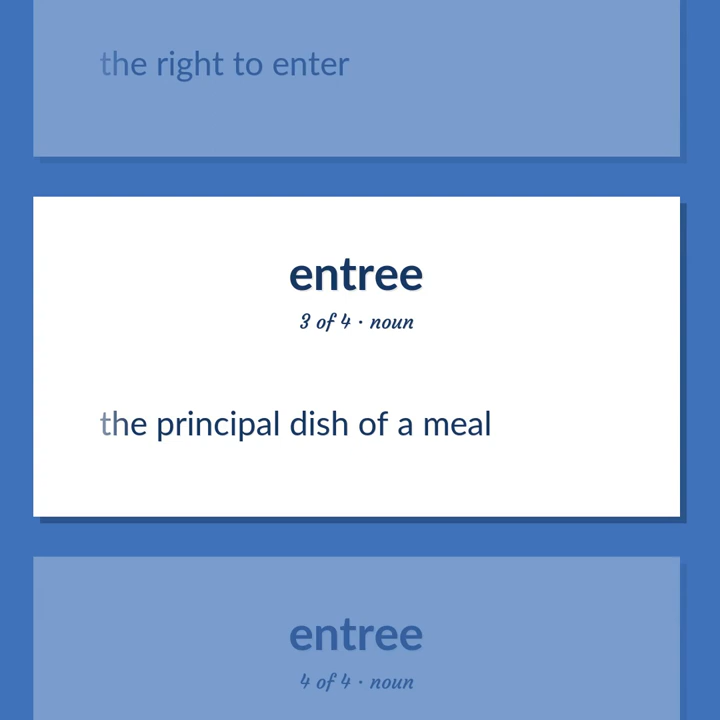 the right to enter
entree
3 of 4 · noun
the principal dish of a meal
entree
4 of 4 · noun